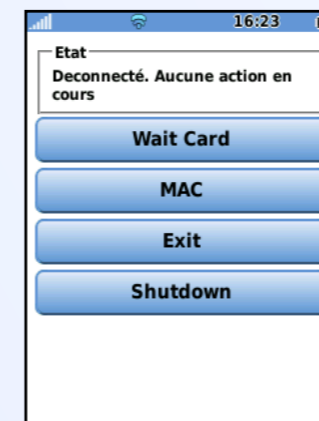 16:23
Etat
Deconnecté. Aucune action en
cours
Wait Card
MAC
Exit
Shutdown